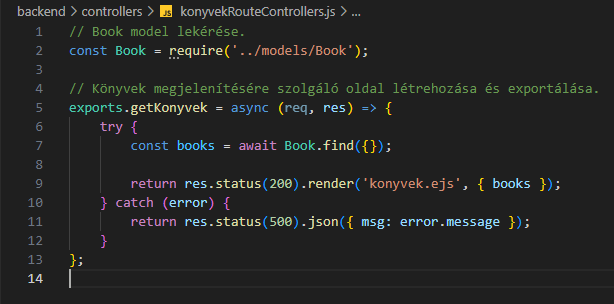 backend > controllers > JS konyvekRouteControllers.js > ...
1 // Book model lekérése.
2 const Book = require('../models/Book');
3
4 // Könyvek megjelenítésére szolgáló oldal létrehozása és exportálása.
5 exports.getKonyvek = async (req, res) => {
6     try {
7         const books = await Book.find({});
8
9         return res.status(200).render('konyvek.ejs', { books });
10     } catch (error) {
11         return res.status(500).json({ msg: error.message });
12     }
13 };
14